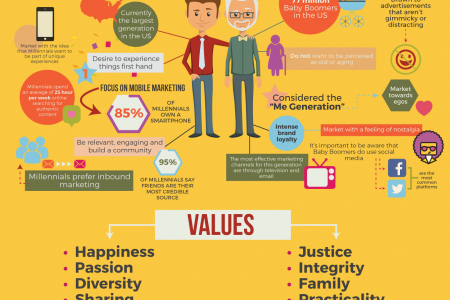 77 million
Baby Boomers
in the US
Currently
the largest
generation
in the US
advertisements
that aren't
gimmicky or
distracting
Market with the idea
that Millennials want to
be part of unique
experiences
Desire to experience
things first hand
Do not want to be perceived
as old or aging
Millennials spend
an average of 25 hour
per week online
searching for
authentic
content
FOCUS ON MOBILE MARKETING
85%
OF
MILLENNIALS
OWN A
SMARTPHONE
Considered the
"Me Generation"
Market
towards
egos
Intense
brand
loyalty
Market with a feeling of nostalgia
Be relevant, engaging and
build a community
It's important to be aware that
Baby Boomers do use social
media
Millennials prefer inbound
marketing
95%
OF MILLENNIALS SAY
FRIENDS ARE THEIR
MOST CREDIBLE
SOURCE
The most effective marketing
channels for this generation
are through television and
email
are the
most
common
platforms
VALUES
• Happiness
• Passion
• Diversity
• Sharing
• Justice
• Integrity
• Family
• Practicality